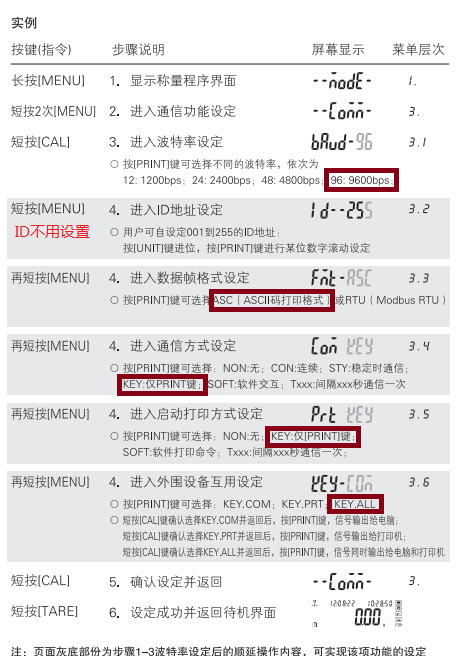 实例
按键(指令) 步骤说明 屏幕显示 菜单层次
长按[MENU] 1. 显示称量程序界面 --nodE- 1.
短按2次[MENU] 2. 进入通信功能设定 --Conn- 3.
短按[CAL] 3. 进入波特率设定 bAud-96 3.1
○ 按[PRINT]键可选择不同的波特率，依次为
12: 1200bps；24: 2400bps；48: 4800bps；96: 9600bps；
短按[MENU] 4. 进入ID地址设定 Id--255 3.2
ID不用设置 ○ 用户可自设定001到255的ID地址；
按[UNIT]键进位，按[PRINT]键进行某位数字滚动设定
再短按[MENU] 4. 进入数据帧格式设定 Fnt-ASC 3.3
○ 按[PRINT]键可选择ASC（ASCII码打印格式）或RTU（Modbus RTU）
再短按[MENU] 4. 进入通信方式设定 Con KEY 3.4
○ 按[PRINT]键可选择：NON:无；CON:连续；STY:稳定时通信；
KEY:仅PRINT键；SOFT:软件交互；Txxx:间隔xxx秒通信一次
再短按[MENU] 4. 进入启动打印方式设定 Prt KEY 3.5
○ 按[PRINT]键可选择：NON:无；KEY:仅[PRINT]键；
SOFT:软件打印命令；Txxx:间隔xxx秒通信一次；
再短按[MENU] 4. 进入外围设备互用设定 KEY-COn 3.6
○ 按[PRINT]键可选择：KEY.COM；KEY.PRT；KEY.ALL
○ 短按[CAL]键确认选择KEY.COM并返回后，按[PRINT]键，信号输出给电脑；
短按[CAL]键确认选择KEY.PRT并返回后，按[PRINT]键，信号输出给打印机；
短按[CAL]键确认选择KEY.ALL并返回后，按[PRINT]键，信号同时输出给电脑和打印机
短按[CAL] 5. 确认设定并返回 --Conn- 3.
短按[TARE] 6. 设定成功并返回待机界面 0.00
注：页面灰底部份为步骤1–3波特率设定后的顺延操作内容，可实现该项功能的设定